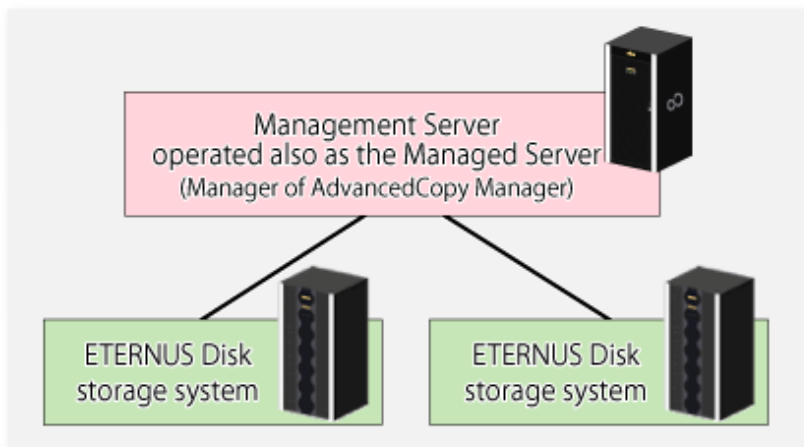 Management Server
operated also as the Managed Server
(Manager of AdvancedCopy Manager)
ETERNUS Disk
storage system
ETERNUS Disk
storage system